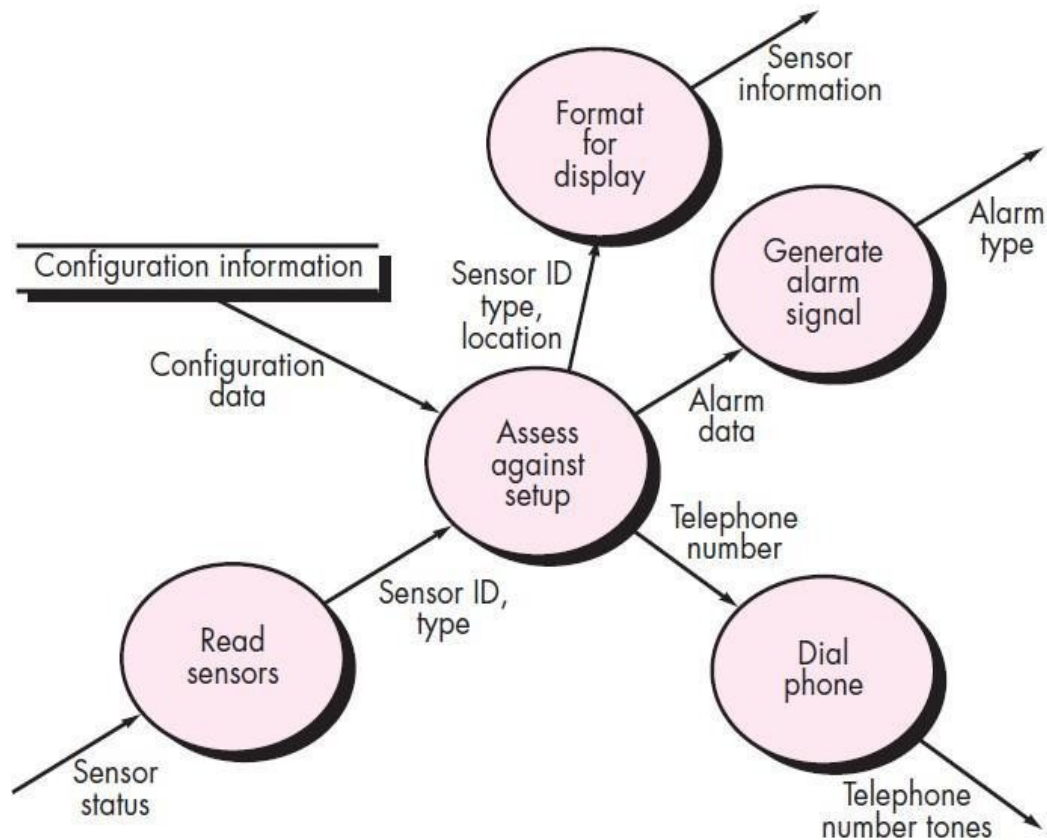 Sensor
information
Format
for
display
Alarm
type
Generate
alarm
signal
Configuration information
Sensor ID
type,
location
Configuration
data
Alarm
data
Assess
against
setup
Telephone
number
Sensor ID,
type
Read
sensors
Dial
phone
Sensor
status
Telephone
number tones